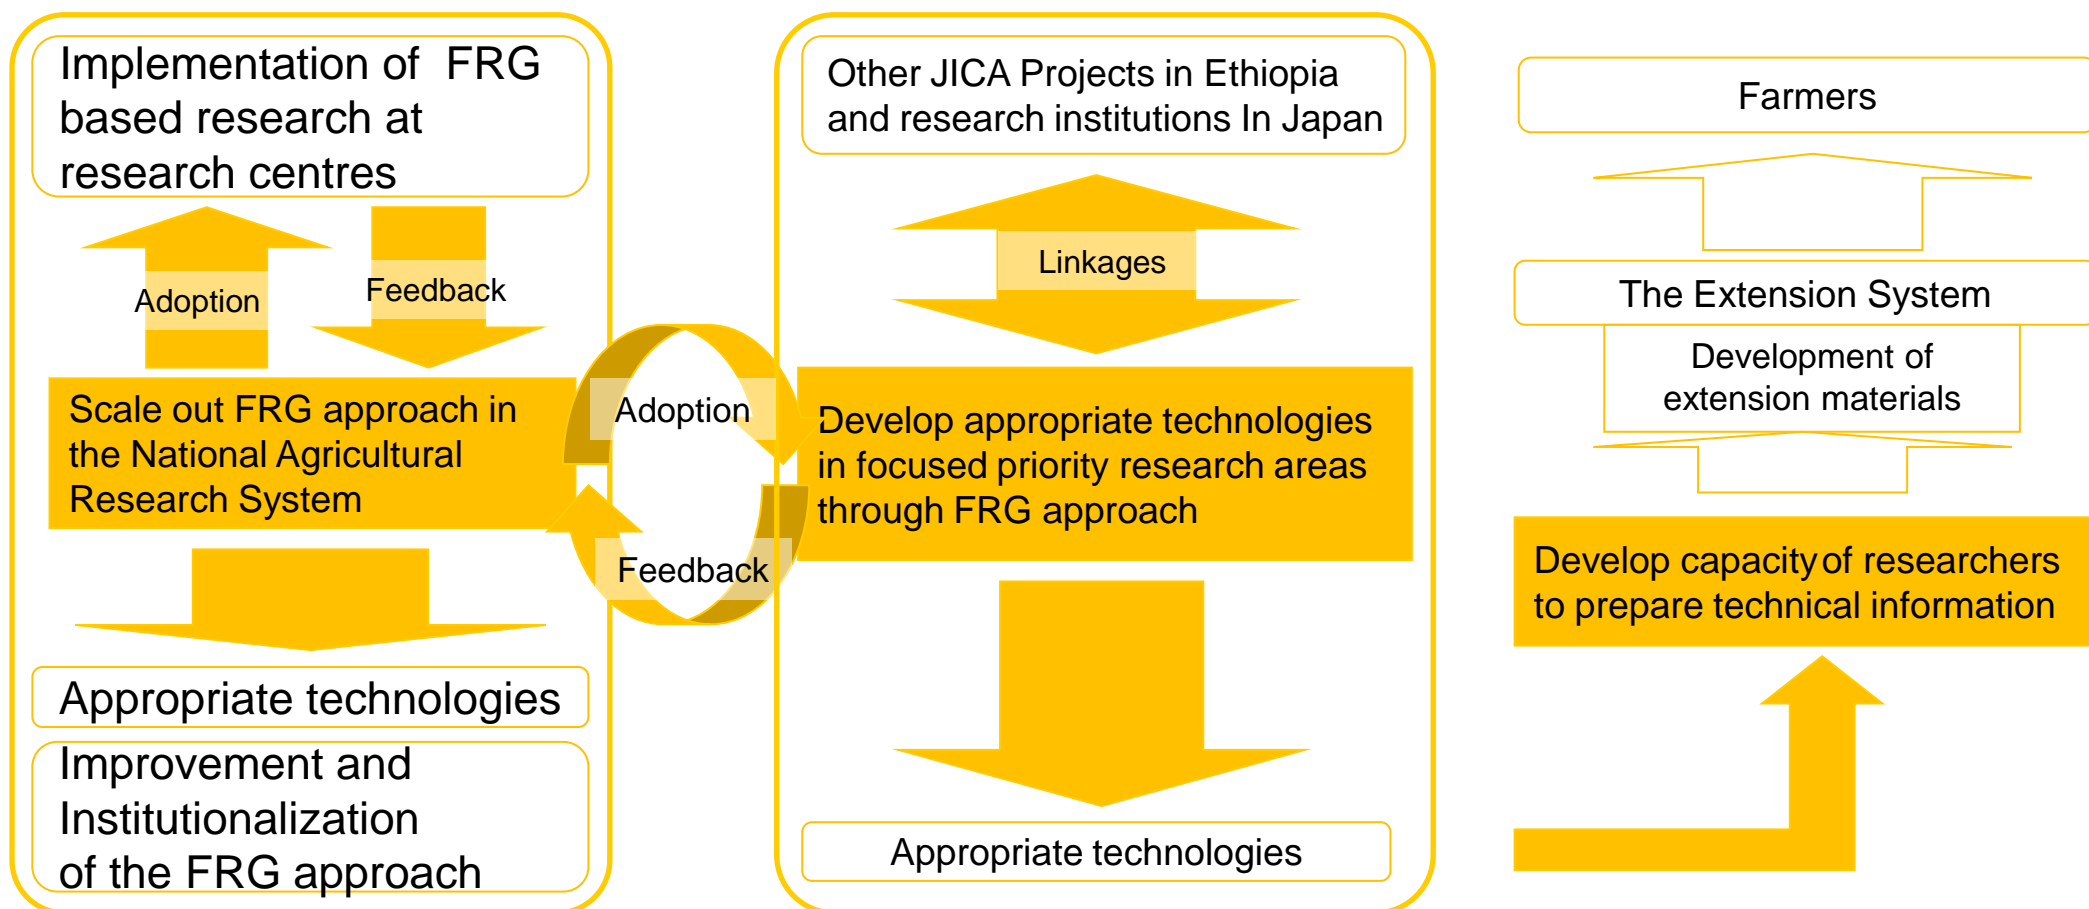 Implementation of FRG
based research at
research centres
Adoption
Feedback
Scale out FRG approach in
the National Agricultural
Research System
Appropriate technologies
Improvement and
Institutionalization
of the FRG approach
Adoption
Feedback
Other JICA Projects in Ethiopia
and research institutions In Japan
Linkages
Develop appropriate technologies
in focused priority research areas
through FRG approach
Appropriate technologies
Farmers
The Extension System
Development of
extension materials
Develop capacity of researchers
to prepare technical information